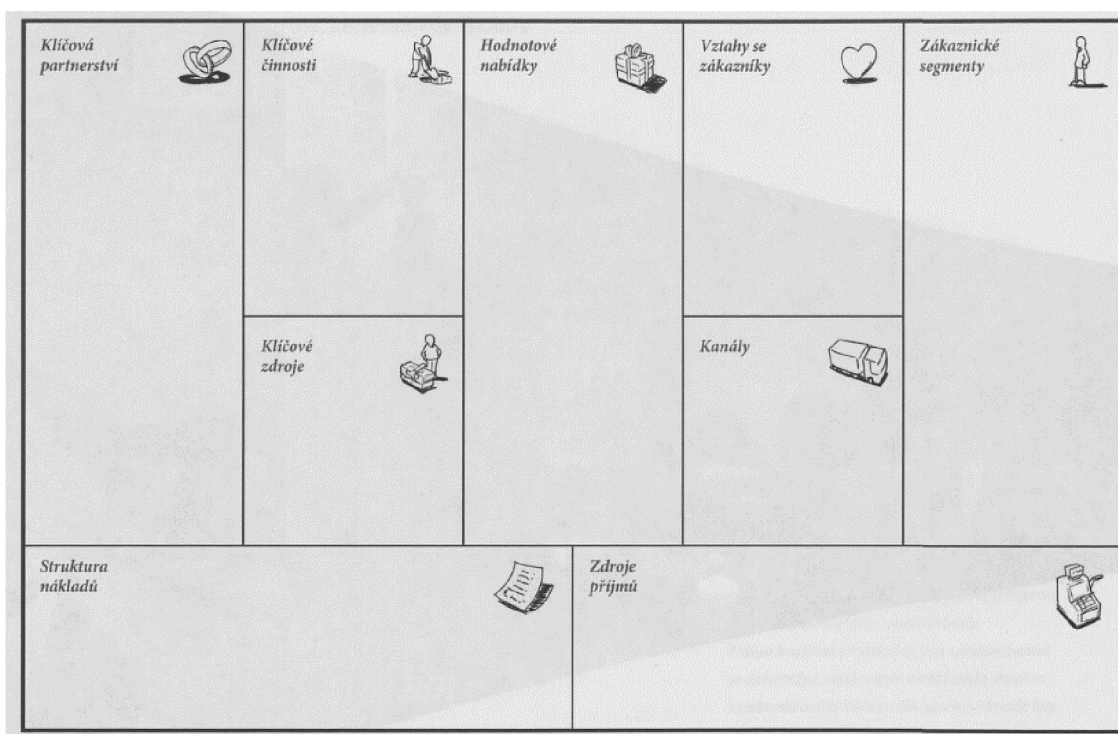 Klíčová
partnerství
Klíčové
činnosti
Hodnotové
nabídky
Vztahy se
zákazníky
Zákaznické
segmenty
Klíčové
zdroje
Kanály
Struktura
nákladů
Zdroje
příjmů